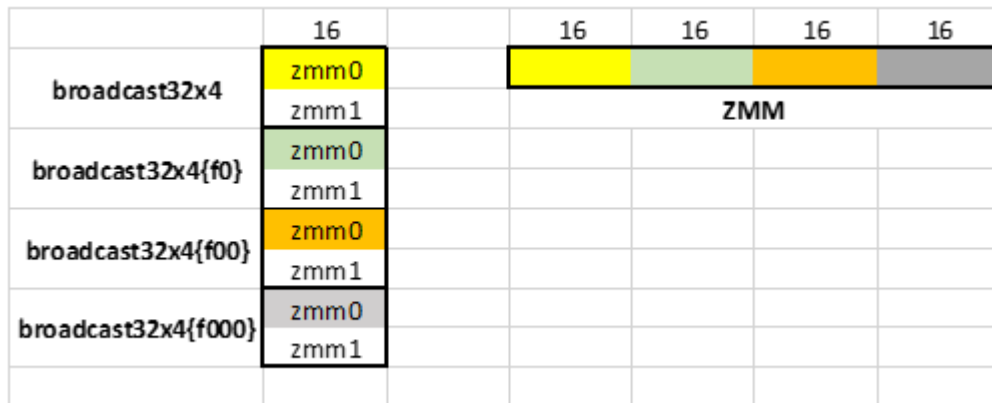 16 16 16 16 16
broadcast32x4 zmm0
zmm1 ZMM
broadcast32x4{f0} zmm0
zmm1
broadcast32x4{f00} zmm0
zmm1
broadcast32x4{f000} zmm0
zmm1